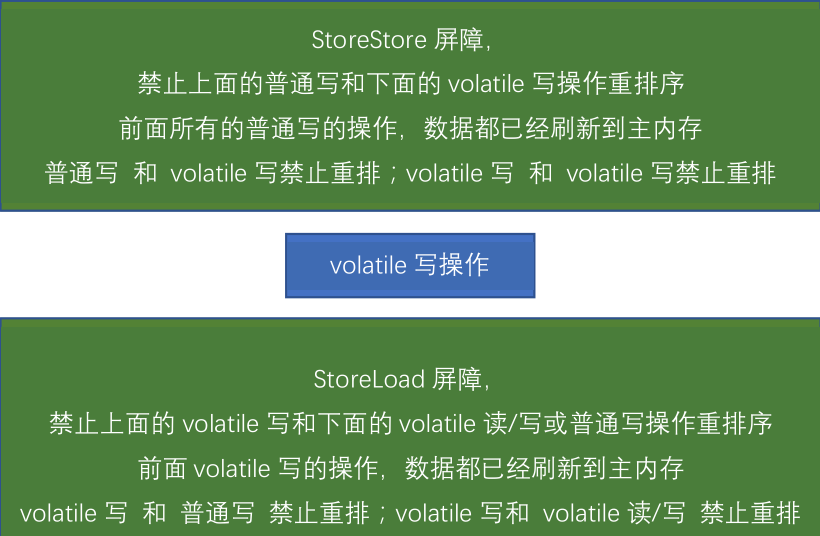 StoreStore 屏障,
禁止上面的普通写和下面的 volatile 写操作重排序
前面所有的普通写的操作, 数据都已经刷新到主内存
普通写 和 volatile 写禁止重排；volatile 写 和 volatile 写禁止重排
volatile 写操作
StoreLoad 屏障,
禁止上面的 volatile 写和下面的 volatile 读/写或普通写操作重排序
前面 volatile 写的操作, 数据都已经刷新到主内存
volatile 写 和 普通写 禁止重排；volatile 写和 volatile 读/写 禁止重排